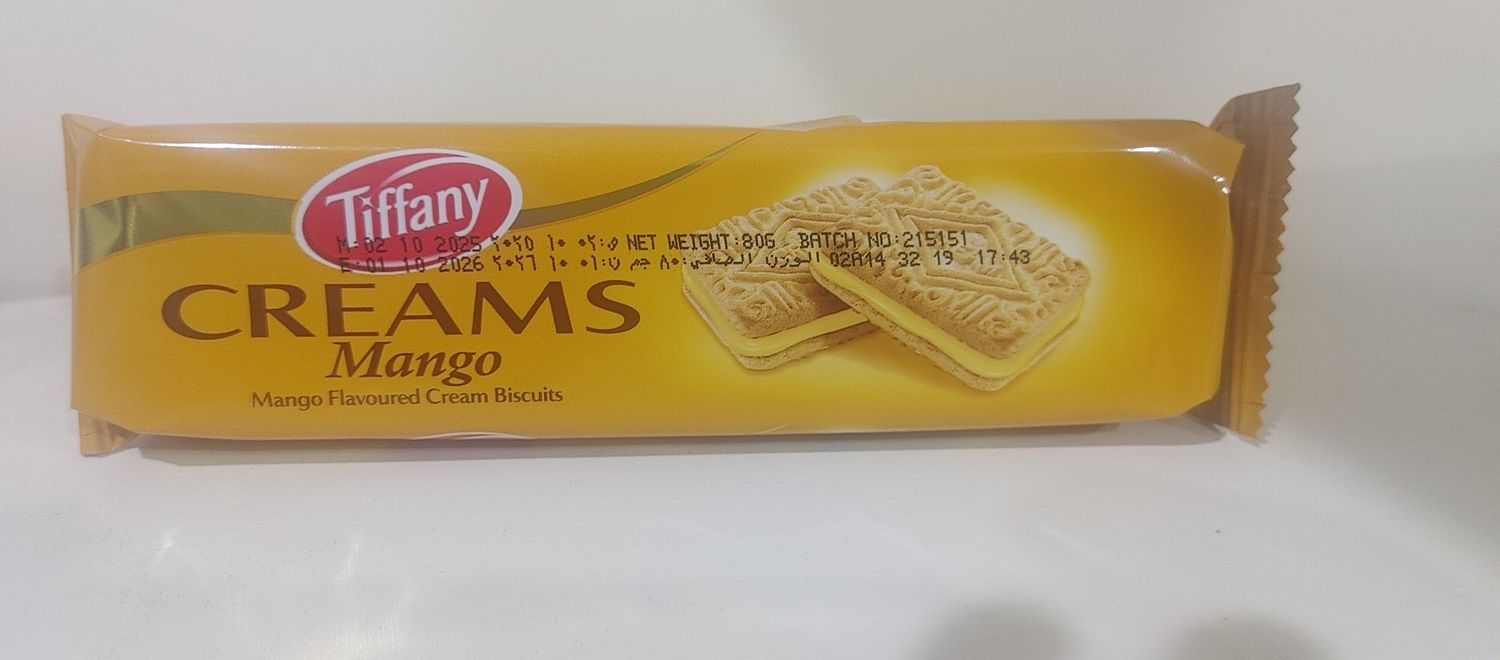 Tiffany
M:02 10 2025 ٢٠٢٥ ١٠ ٠٢:ص NET WEIGHT:80G BATCH NO:215151
E:01 10 2026 ٢٠٢٦ ١٠ ٠١:ن ٨٠ جم:الوزن الصافي 02A14 32 19 17:43
CREAMS
Mango
Mango Flavoured Cream Biscuits